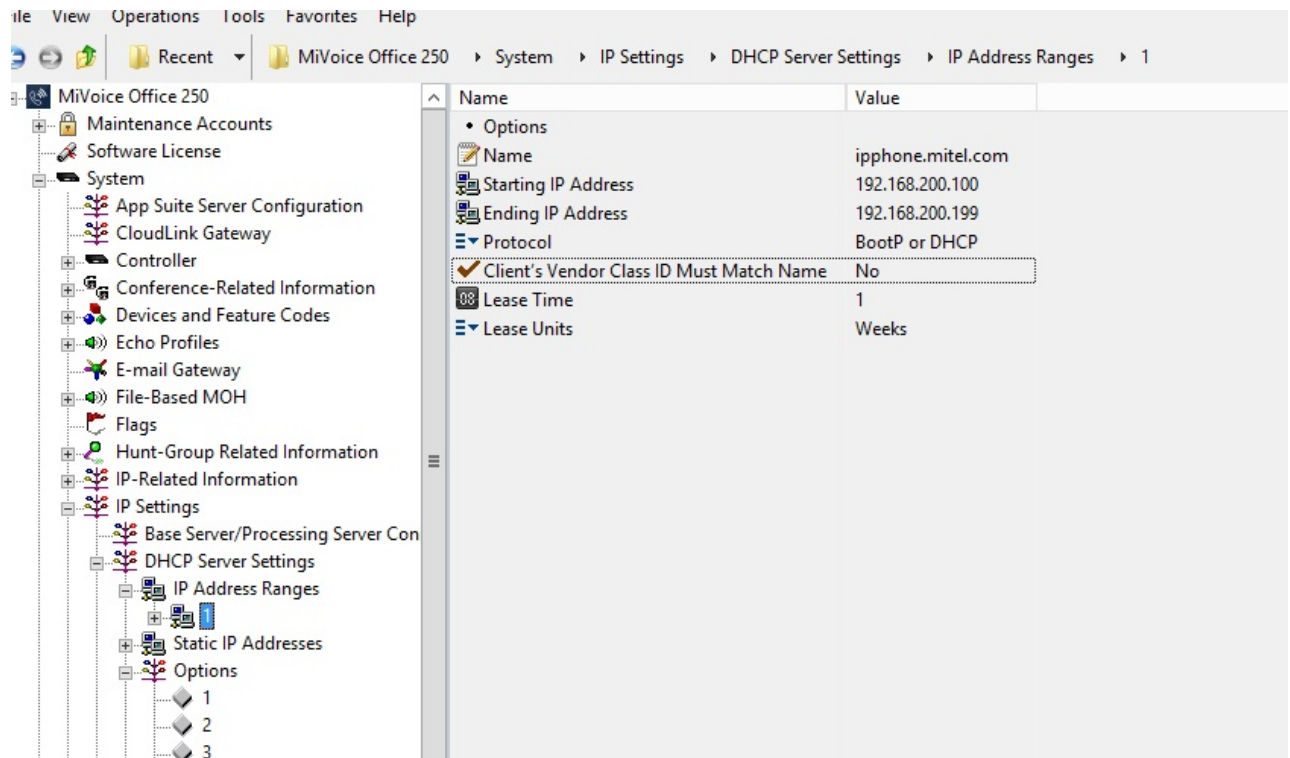 File View Operations Tools Favorites Help
Recent MiVoice Office 250 System IP Settings DHCP Server Settings IP Address Ranges 1
MiVoice Office 250
Maintenance Accounts
Software License
System
App Suite Server Configuration
CloudLink Gateway
Controller
Conference-Related Information
Devices and Feature Codes
Echo Profiles
E-mail Gateway
File-Based MOH
Flags
Hunt-Group Related Information
IP-Related Information
IP Settings
Base Server/Processing Server Con
DHCP Server Settings
IP Address Ranges
1
Static IP Addresses
Options
1
2
3
Name Value
Options
Name ipphone.mitel.com
Starting IP Address 192.168.200.100
Ending IP Address 192.168.200.199
Protocol BootP or DHCP
Client's Vendor Class ID Must Match Name No
Lease Time 1
Lease Units Weeks